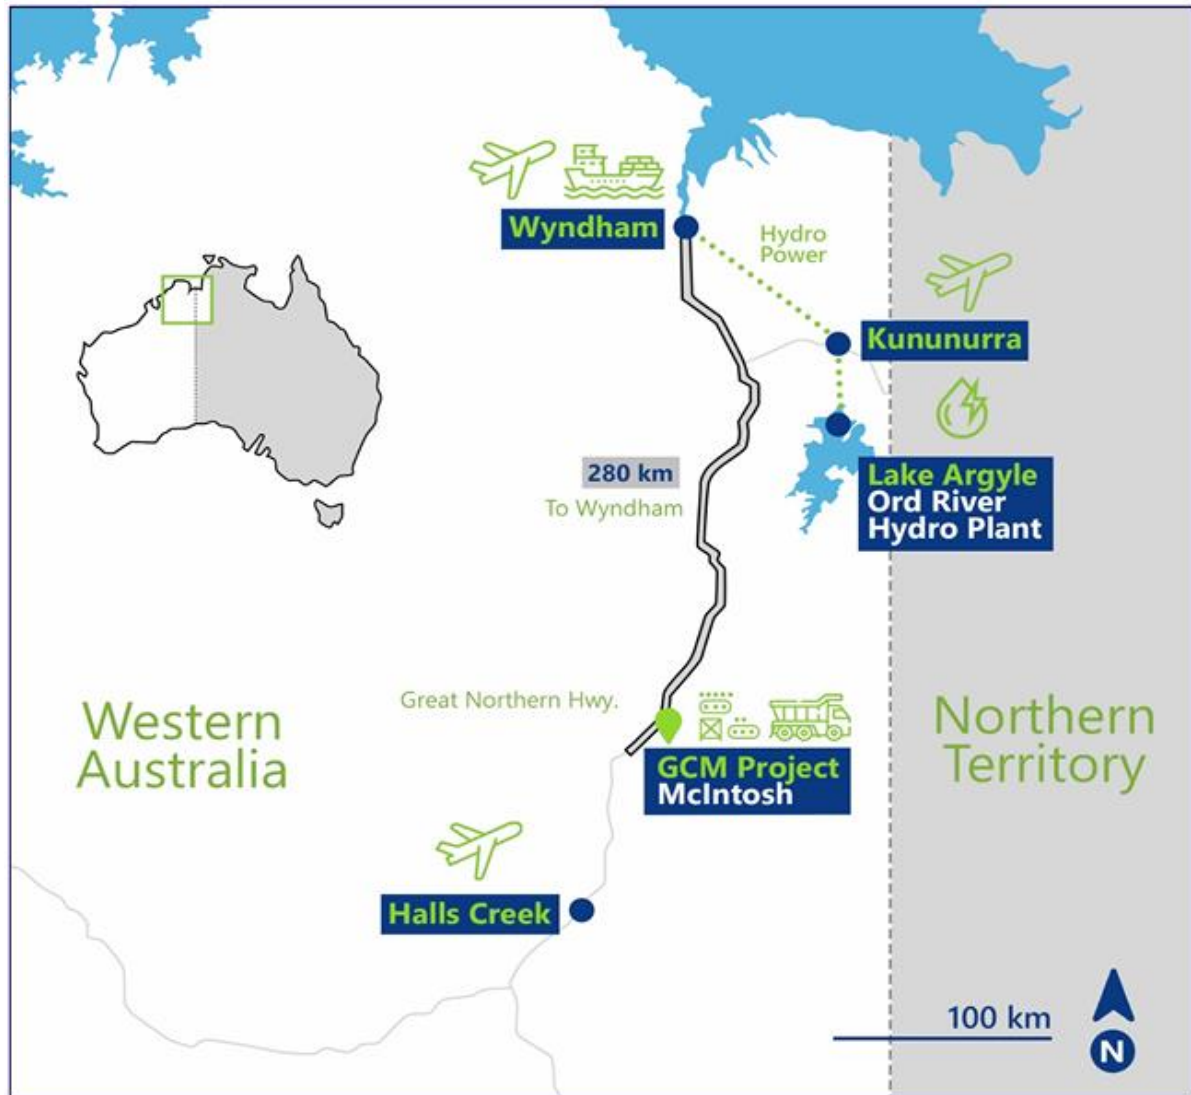 Wyndham
Hydro
Power
Kununurra
Lake Argyle
Ord River
Hydro Plant
280 km
To Wyndham
Great Northern Hwy.
Western
Australia
Northern
Territory
GCM Project
McIntosh
Halls Creek
100 km
N